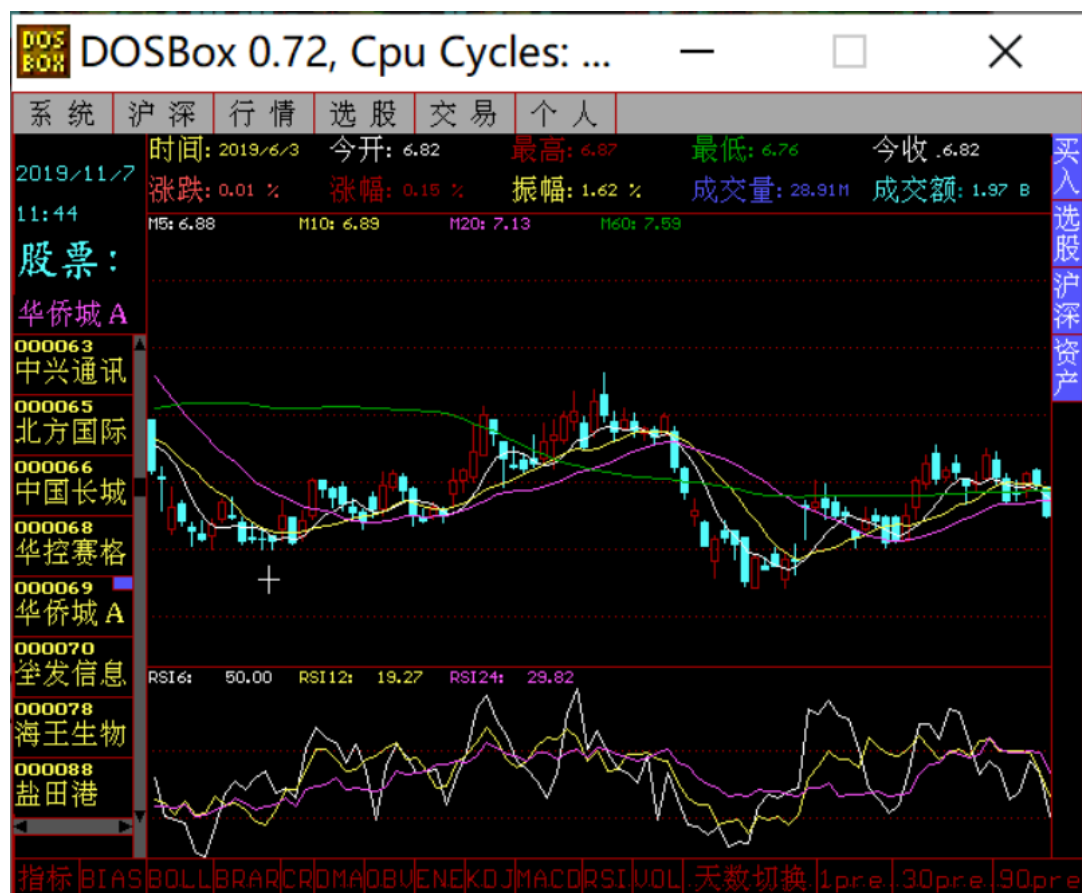 DOS BOX DOSBox 0.72, Cpu Cycles: ...
系统 沪深 行情 选股 交易 个人
2019/11/7
11:44
股票:
华侨城 A
时间: 2019/6/3 今开: 6.82 最高: 6.87 最低: 6.76 今收 .6.82
涨跌: 0.01 % 涨幅: 0.15 % 振幅: 1.62 % 成交量: 28.91M 成交额: 1.97 B
M5: 6.88 M10: 6.89 M20: 7.13 M60: 7.59
买入
选股
沪深
资产
000063
中兴通讯
000065
北方国际
000066
中国长城
000068
华控赛格
000069
华侨城 A
000070
发信息
000078
海王生物
000088
盐田港
RSI6: 50.00 RSI12: 19.27 RSI24: 29.82
指标 BIAS BOLL BRAR CR DMA OBV ENE KDJ MACD RSI VOL 天数切换 1pre. 30pre. 90pre